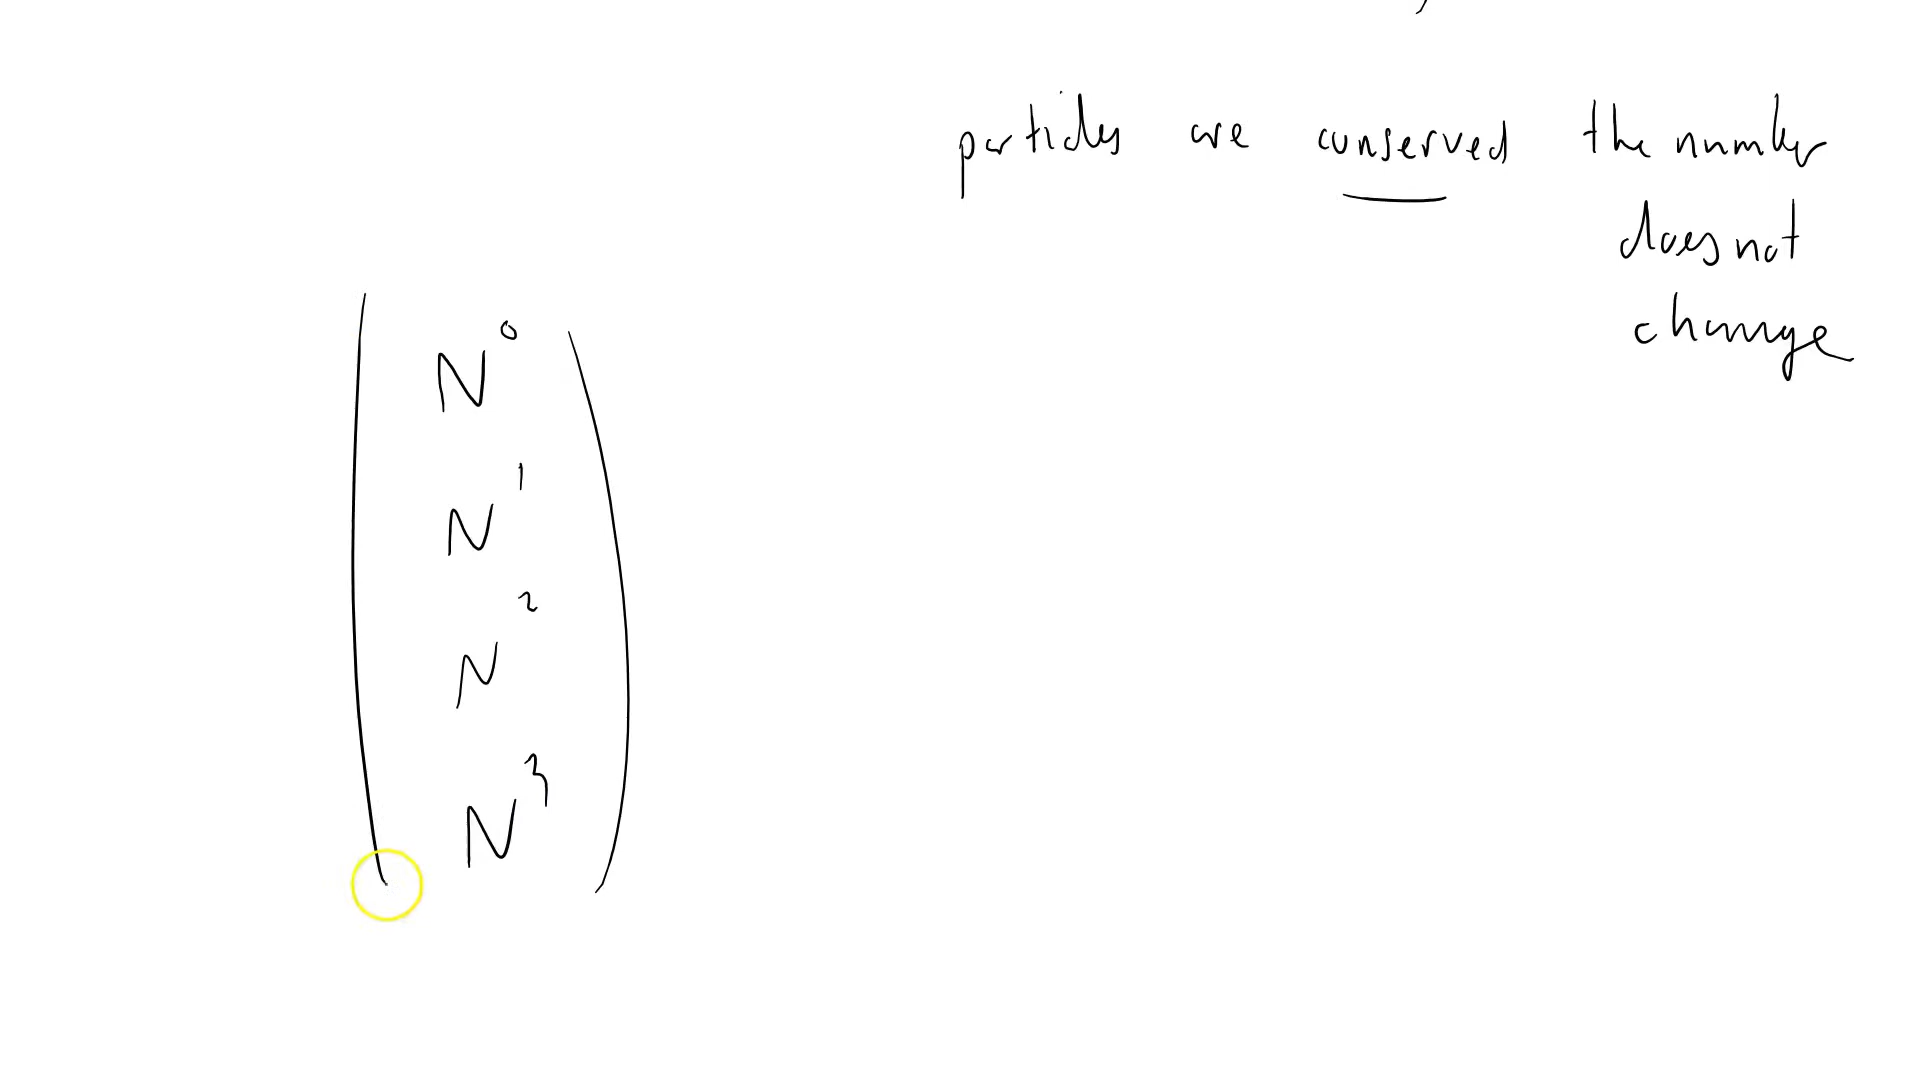 particles are conserved the number
does not
change
N⁰
N¹
N²
N³